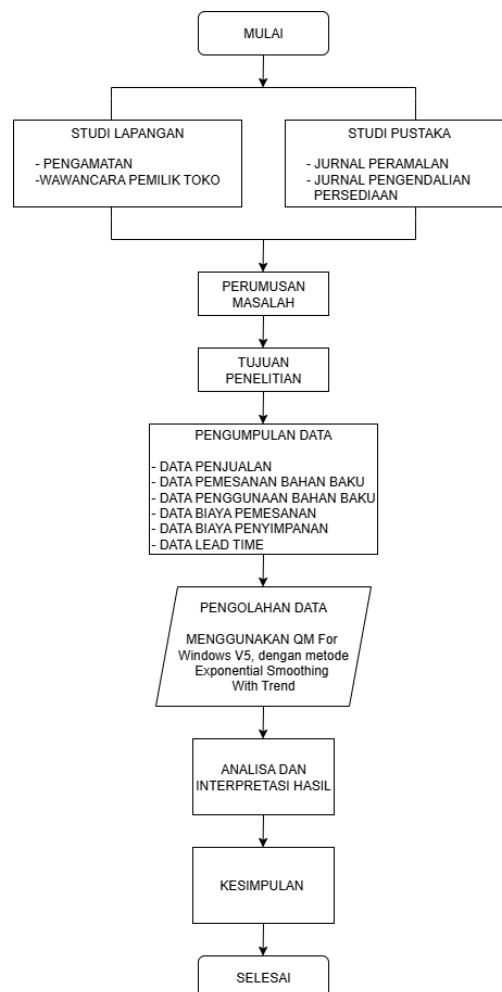 MULAI
STUDI LAPANGAN
- PENGAMATAN
-WAWANCARA PEMILIK TOKO
STUDI PUSTAKA
- JURNAL PERAMALAN
- JURNAL PENGENDALIAN
PERSEDIAAN
PERUMUSAN
MASALAH
TUJUAN
PENELITIAN
PENGUMPULAN DATA
- DATA PENJUALAN
- DATA PEMESANAN BAHAN BAKU
- DATA PENGGUNAAN BAHAN BAKU
- DATA BIAYA PEMESANAN
- DATA BIAYA PENYIMPANAN
- DATA LEAD TIME
PENGOLAHAN DATA
MENGGUNAKAN QM For
Windows V5, dengan metode
Exponential Smoothing
With Trend
ANALISA DAN
INTERPRETASI HASIL
KESIMPULAN
SELESAI